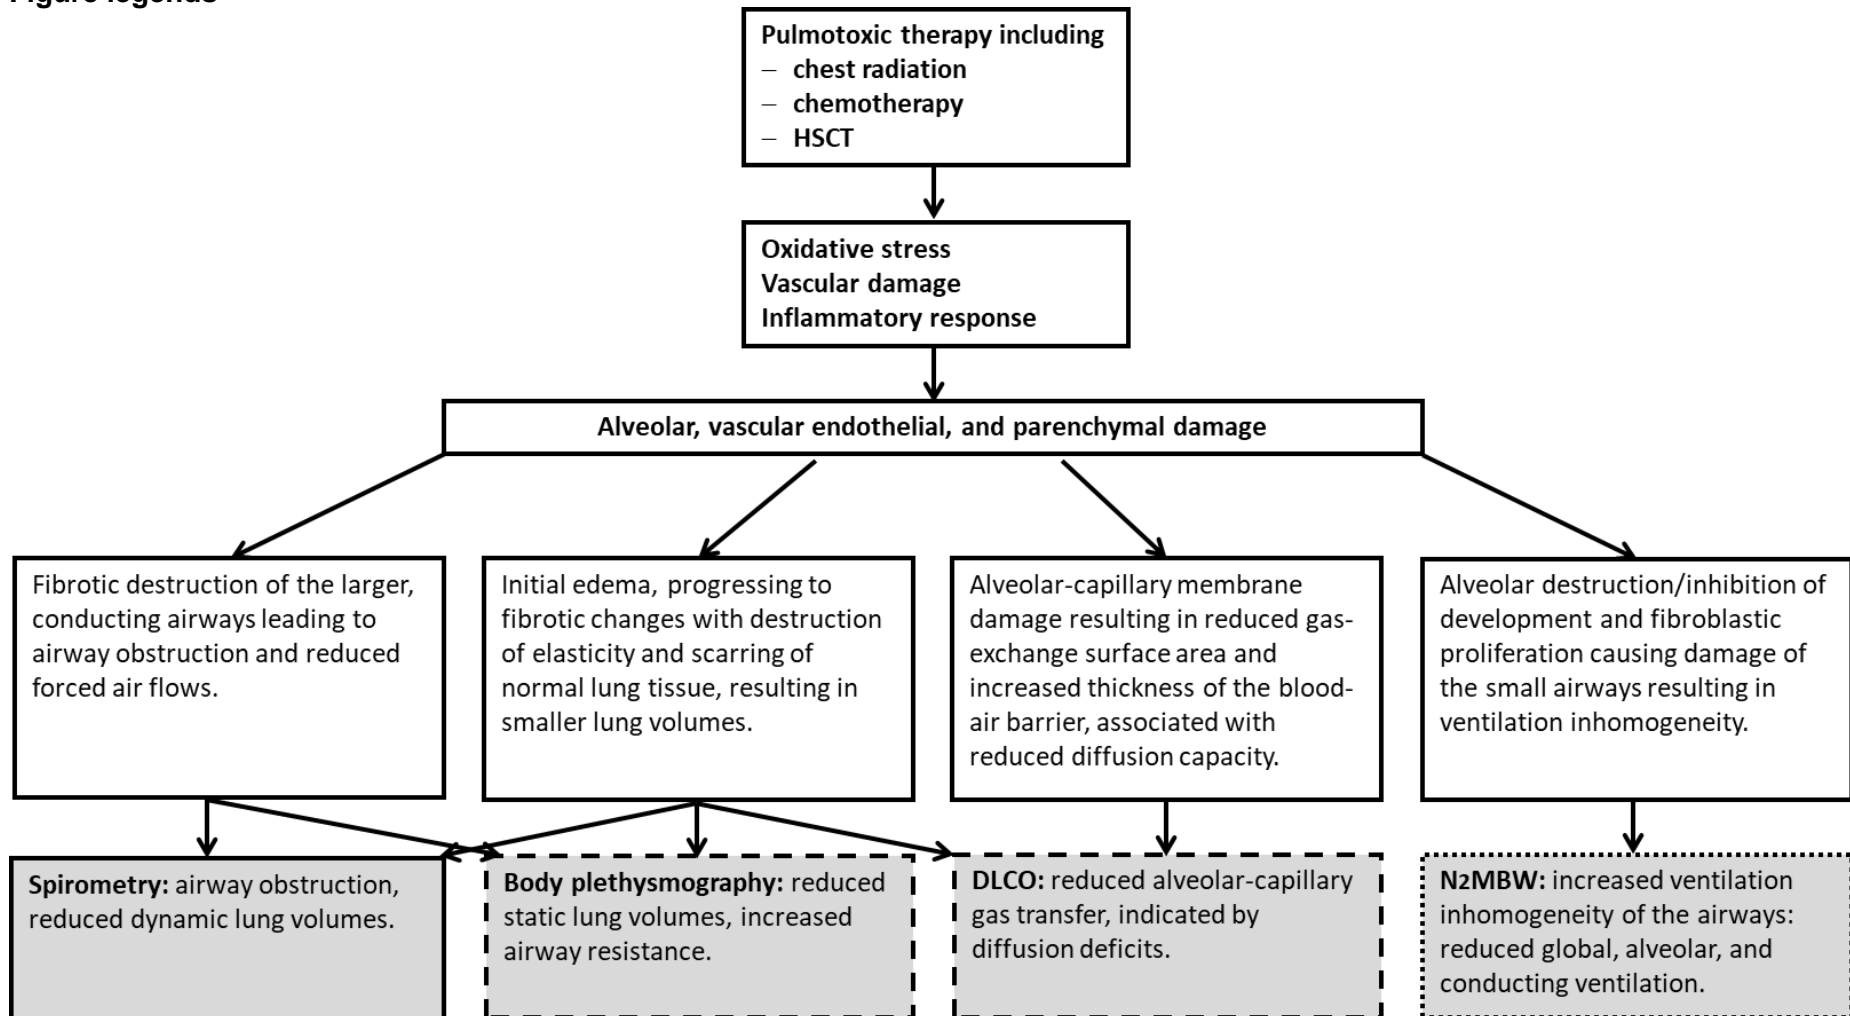 Figure legends
Pulmotoxic therapy including
– chest radiation
– chemotherapy
– HSCT
Oxidative stress
Vascular damage
Inflammatory response
Alveolar, vascular endothelial, and parenchymal damage
Fibrotic destruction of the larger,
conducting airways leading to
airway obstruction and reduced
forced air flows.
Initial edema, progressing to
fibrotic changes with destruction
of elasticity and scarring of
normal lung tissue, resulting in
smaller lung volumes.
Alveolar-capillary membrane
damage resulting in reduced gas-
exchange surface area and
increased thickness of the blood-
air barrier, associated with
reduced diffusion capacity.
Alveolar destruction/inhibition of
development and fibroblastic
proliferation causing damage of
the small airways resulting in
ventilation inhomogeneity.
Spirometry: airway obstruction,
reduced dynamic lung volumes.
Body plethysmography: reduced
static lung volumes, increased
airway resistance.
DLCO: reduced alveolar-capillary
gas transfer, indicated by
diffusion deficits.
N2MBW: increased ventilation
inhomogeneity of the airways:
reduced global, alveolar, and
conducting ventilation.